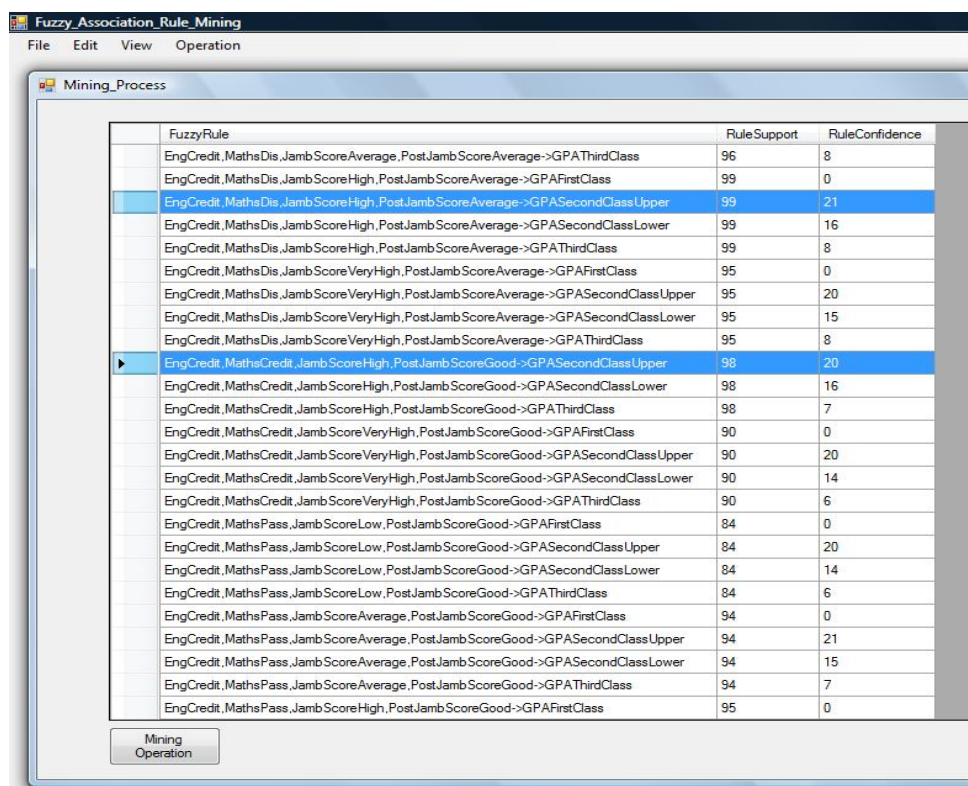 Fuzzy_Association_Rule_Mining
File Edit View Operation
Mining_Process
FuzzyRule RuleSupport RuleConfidence
EngCredit,MathsDis,JambScoreAverage,PostJambScoreAverage->GPAThirdClass 96 8
EngCredit,MathsDis,JambScoreHigh,PostJambScoreAverage->GPAFirstClass 99 0
EngCredit,MathsDis,JambScoreHigh,PostJambScoreAverage->GPASecondClassUpper 99 21
EngCredit,MathsDis,JambScoreHigh,PostJambScoreAverage->GPASecondClassLower 99 16
EngCredit,MathsDis,JambScoreHigh,PostJambScoreAverage->GPAThirdClass 99 8
EngCredit,MathsDis,JambScoreVeryHigh,PostJambScoreAverage->GPAFirstClass 95 0
EngCredit,MathsDis,JambScoreVeryHigh,PostJambScoreAverage->GPASecondClassUpper 95 20
EngCredit,MathsDis,JambScoreVeryHigh,PostJambScoreAverage->GPASecondClassLower 95 15
EngCredit,MathsDis,JambScoreVeryHigh,PostJambScoreAverage->GPAThirdClass 95 8
EngCredit,MathsCredit,JambScoreHigh,PostJambScoreGood->GPASecondClassUpper 98 20
EngCredit,MathsCredit,JambScoreHigh,PostJambScoreGood->GPASecondClassLower 98 16
EngCredit,MathsCredit,JambScoreHigh,PostJambScoreGood->GPAThirdClass 98 7
EngCredit,MathsCredit,JambScoreVeryHigh,PostJambScoreGood->GPAFirstClass 90 0
EngCredit,MathsCredit,JambScoreVeryHigh,PostJambScoreGood->GPASecondClassUpper 90 20
EngCredit,MathsCredit,JambScoreVeryHigh,PostJambScoreGood->GPASecondClassLower 90 14
EngCredit,MathsCredit,JambScoreVeryHigh,PostJambScoreGood->GPAThirdClass 90 6
EngCredit,MathsPass,JambScoreLow,PostJambScoreGood->GPAFirstClass 84 0
EngCredit,MathsPass,JambScoreLow,PostJambScoreGood->GPASecondClassUpper 84 20
EngCredit,MathsPass,JambScoreLow,PostJambScoreGood->GPASecondClassLower 84 14
EngCredit,MathsPass,JambScoreLow,PostJambScoreGood->GPAThirdClass 84 6
EngCredit,MathsPass,JambScoreAverage,PostJambScoreGood->GPAFirstClass 94 0
EngCredit,MathsPass,JambScoreAverage,PostJambScoreGood->GPASecondClassUpper 94 21
EngCredit,MathsPass,JambScoreAverage,PostJambScoreGood->GPASecondClassLower 94 15
EngCredit,MathsPass,JambScoreAverage,PostJambScoreGood->GPAThirdClass 94 7
EngCredit,MathsPass,JambScoreHigh,PostJambScoreGood->GPAFirstClass 95 0
Mining
Operation